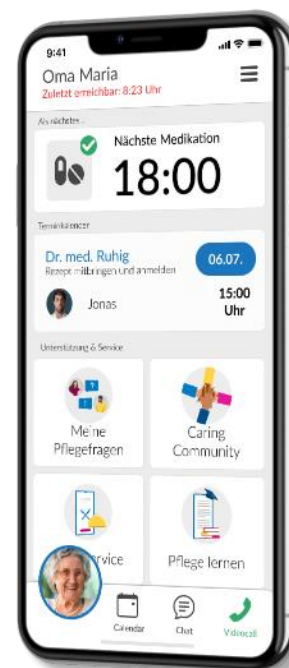 9:41
Oma Maria
Zuletzt erreichbar: 8:23 Uhr
Als nächstes...
Nächste Medikation
18:00
Terminkalender
Dr. med. Ruhig
06.07.
Rezept mitbringen und anmelden
Jonas
15:00
Uhr
Unterstützung & Service
Meine
Pflegefragen
Caring
Community
Pflege lernen
Calendar
Chat
Videocall